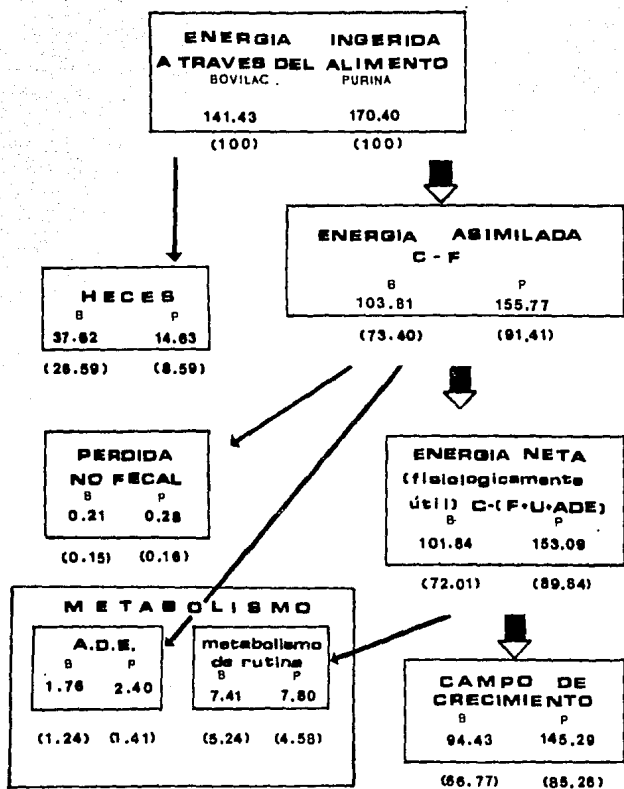 ENERGIA INGERIDA
A TRAVES DEL ALIMENTO
BOVILAC. PURINA
141.43 170.40
(100) (100)
ENERGIA ASIMILADA
C - F
B P
103.81 155.77
(73.40) (91.41)
HECES
B P
37.62 14.63
(26.59) (8.59)
PERDIDA
NO FECAL
B P
0.21 0.28
(0.15) (0.16)
ENERGIA NETA
(fisiologicamente
útil) C-(F+U+ADE)
B P
101.84 153.09
(72.01) (89.84)
METABOLISMO
A.D.E.
B P
1.76 2.40
(1.24) (1.41)
metabolismo
de rutina
B P
7.41 7.80
(5.24) (4.58)
CAMPO DE
CRECIMIENTO
B P
94.43 145.29
(66.77) (85.26)